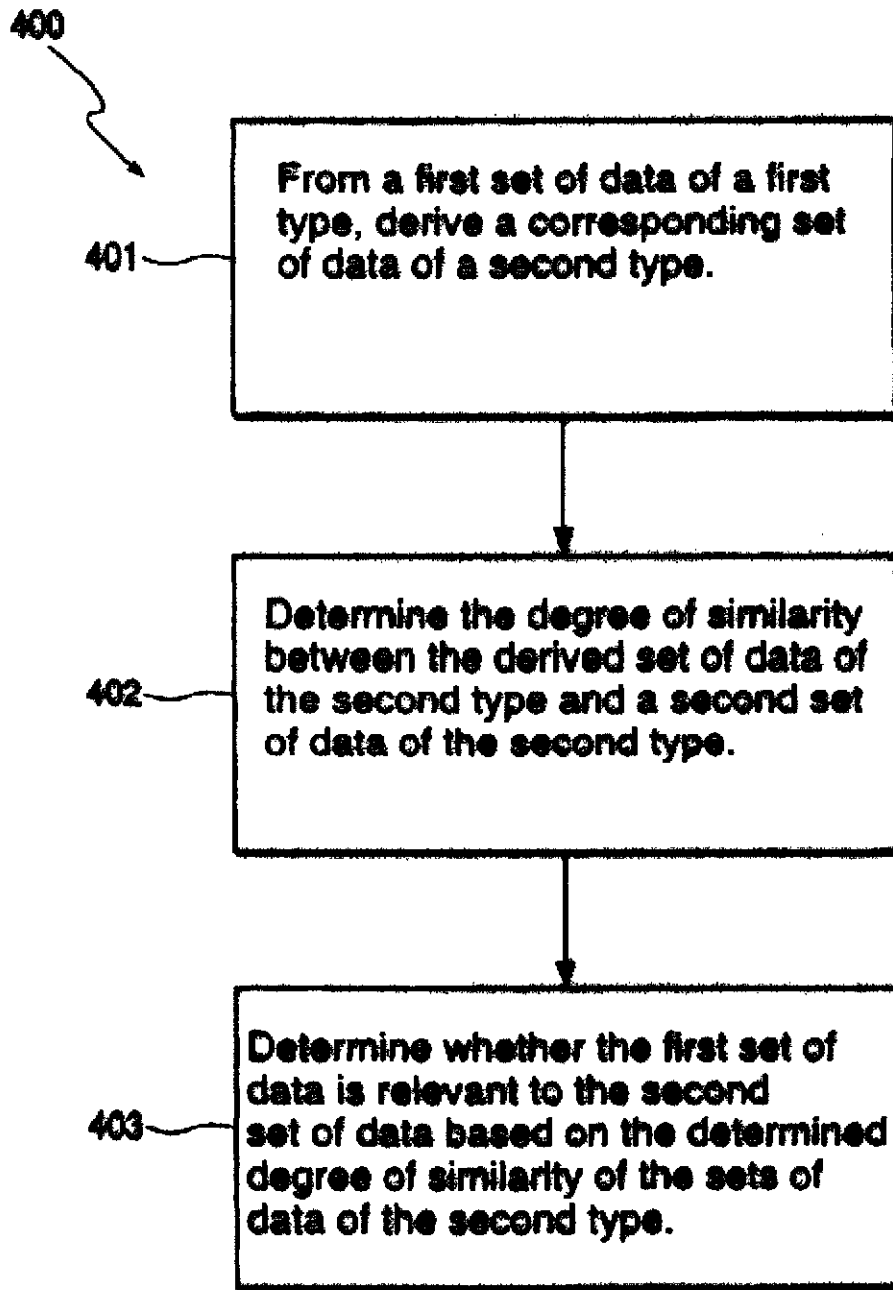 400
From a first set of data of a first
type, derive a corresponding set
of data of a second type.
401
Determine the degree of similarity
between the derived set of data of
the second type and a second set
of data of the second type.
402
Determine whether the first set of
data is relevant to the second
set of data based on the determined
degree of similarity of the sets of
data of the second type.
403